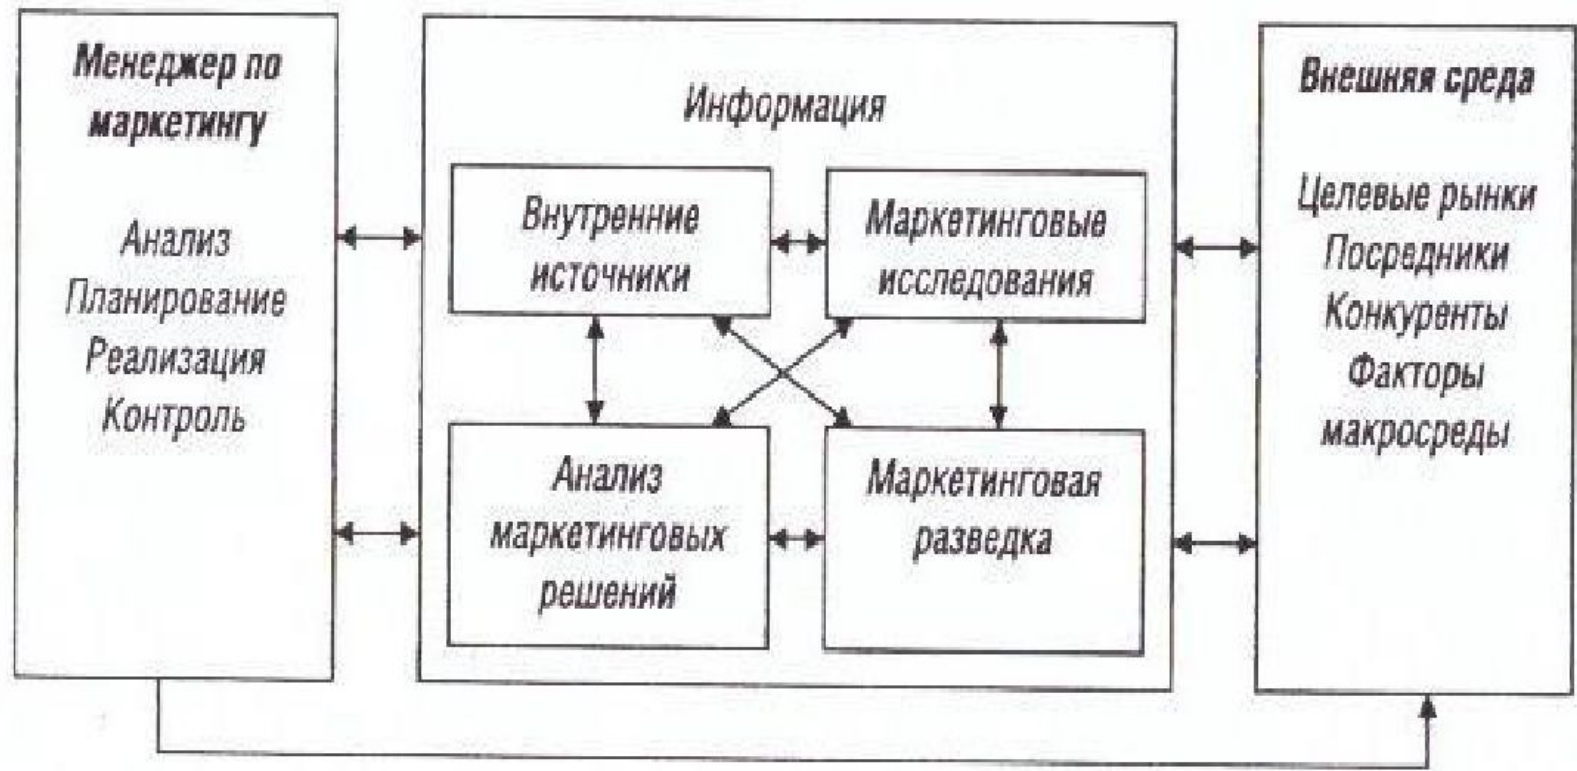 Менеджер по
маркетингу
Анализ
Планирование
Реализация
Контроль
Информация
Внутренние
источники
Маркетинговые
исследования
Анализ
маркетинговых
решений
Маркетинговая
разведка
Внешняя среда
Целевые рынки
Посредники
Конкуренты
Факторы
макросреды